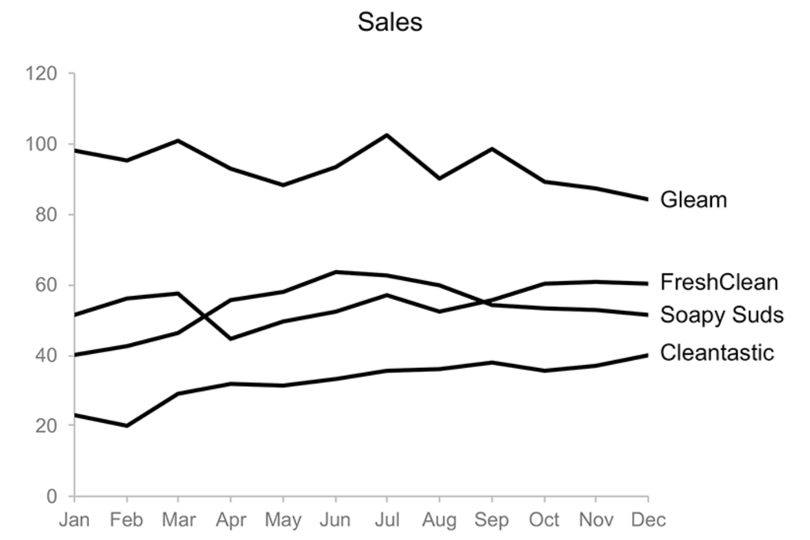 Sales
120
100
80
60
40
20
0
Gleam
FreshClean
Soapy Suds
Cleantastic
Jan Feb Mar Apr May Jun Jul Aug Sep Oct Nov Dec